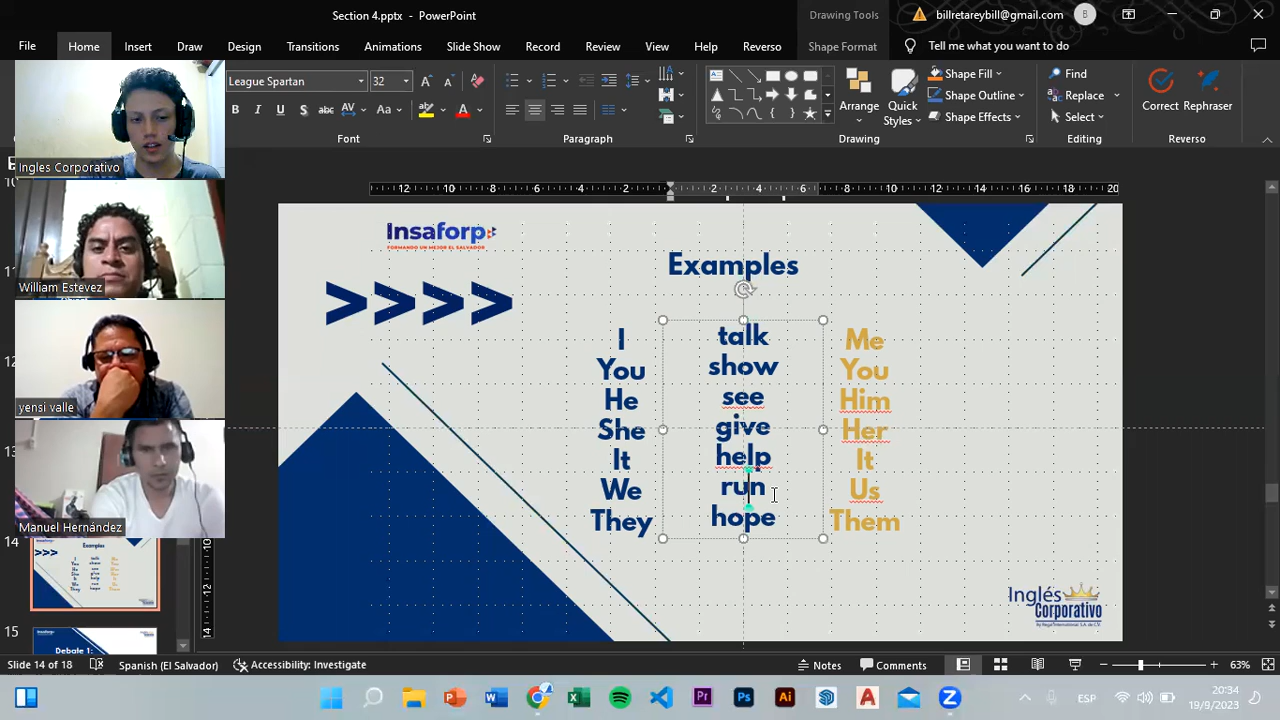 Section 4.pptx - PowerPoint
Drawing Tools
billretareybill@gmail.com
B
File
Home
Insert
Draw
Design
Transitions
Animations
Slide Show
Record
Review
View
Help
Reverso
Shape Format
Tell me what you want to do
League Spartan
32
Shape Fill
Shape Outline
Shape Effects
Arrange
Quick Styles
Find
Replace
Select
Correct
Rephraser
Font
Paragraph
Drawing
Editing
Reverso
Ingles Corporativo
William Estevez
yensi valle
Manuel Hernández
Insaforp
FORMANDO UN MEJOR EL SALVADOR
Examples
>>>>
I talk Me
You show You
He see Him
She give Her
It help It
We run Us
They hope Them
Inglés
Corporativo
14
15
Debate 1:
Slide 14 of 18
Spanish (El Salvador)
Accessibility: Investigate
Notes
Comments
63%
ESP
20:34
19/9/2023